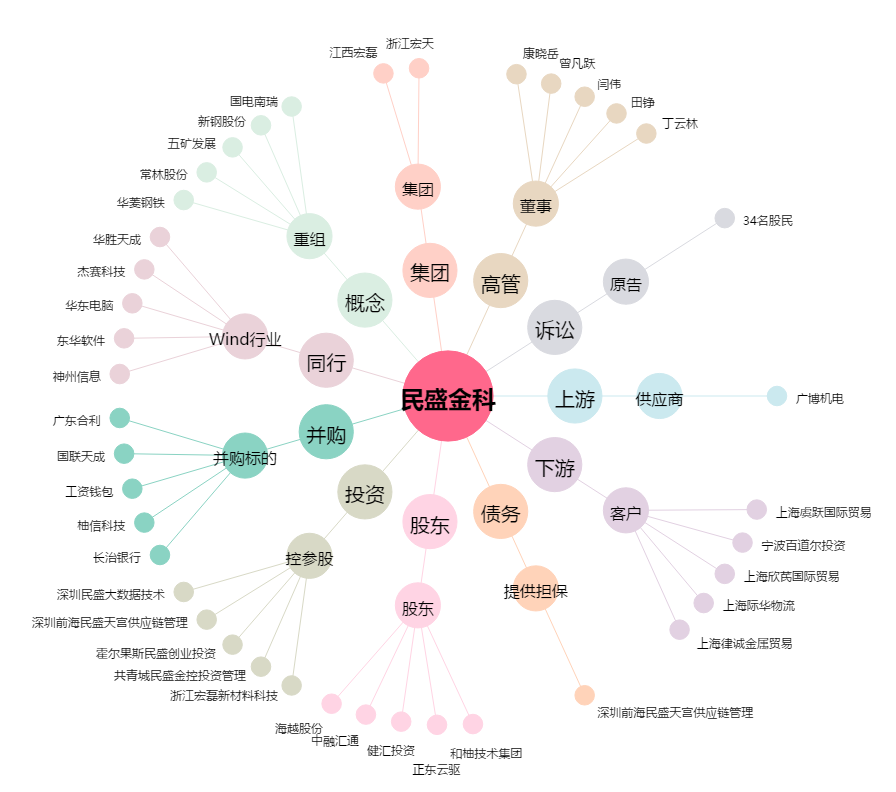 民盛金科
集团
集团
江西宏磊
浙江宏天
高管
董事
康晓岳
曾凡跃
闫伟
田铮
丁云林
诉讼
原告
34名股民
上游
供应商
广博机电
下游
客户
上海虔跃国际贸易
宁波百道尔投资
上海欣芪国际贸易
上海际华物流
上海律诚金属贸易
债务
提供担保
深圳前海民盛天宫供应链管理
股东
股东
和柚技术集团
正东云驱
健汇投资
中融汇通
海越股份
投资
控参股
浙江宏磊新材料科技
共青城民盛金控投资管理
霍尔果斯民盛创业投资
深圳前海民盛天宫供应链管理
深圳民盛大数据技术
并购
并购标的
长治银行
柚信科技
工资钱包
国联天成
广东合利
同行
Wind行业
神州信息
东华软件
华东电脑
杰赛科技
华胜天成
概念
重组
华菱钢铁
常林股份
五矿发展
新钢股份
国电南瑞